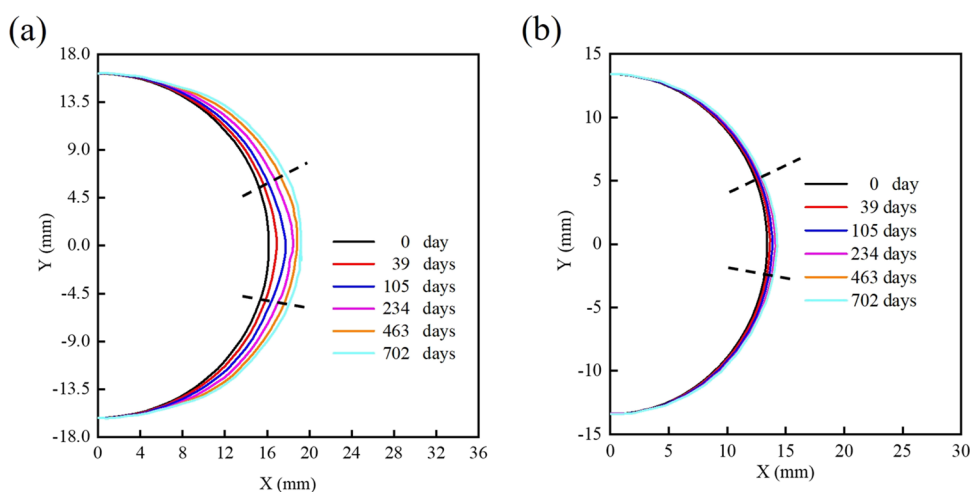 (a)
18.0
13.5
9.0
4.5
0.0
-4.5
-9.0
-13.5
-18.0
Y (mm)
0 day
39 days
105 days
234 days
463 days
702 days
0 4 8 12 16 20 24 28 32 36
X (mm)
(b)
15
10
5
0
-5
-10
-15
Y (mm)
0 day
39 days
105 days
234 days
463 days
702 days
0 5 10 15 20 25 30
X (mm)